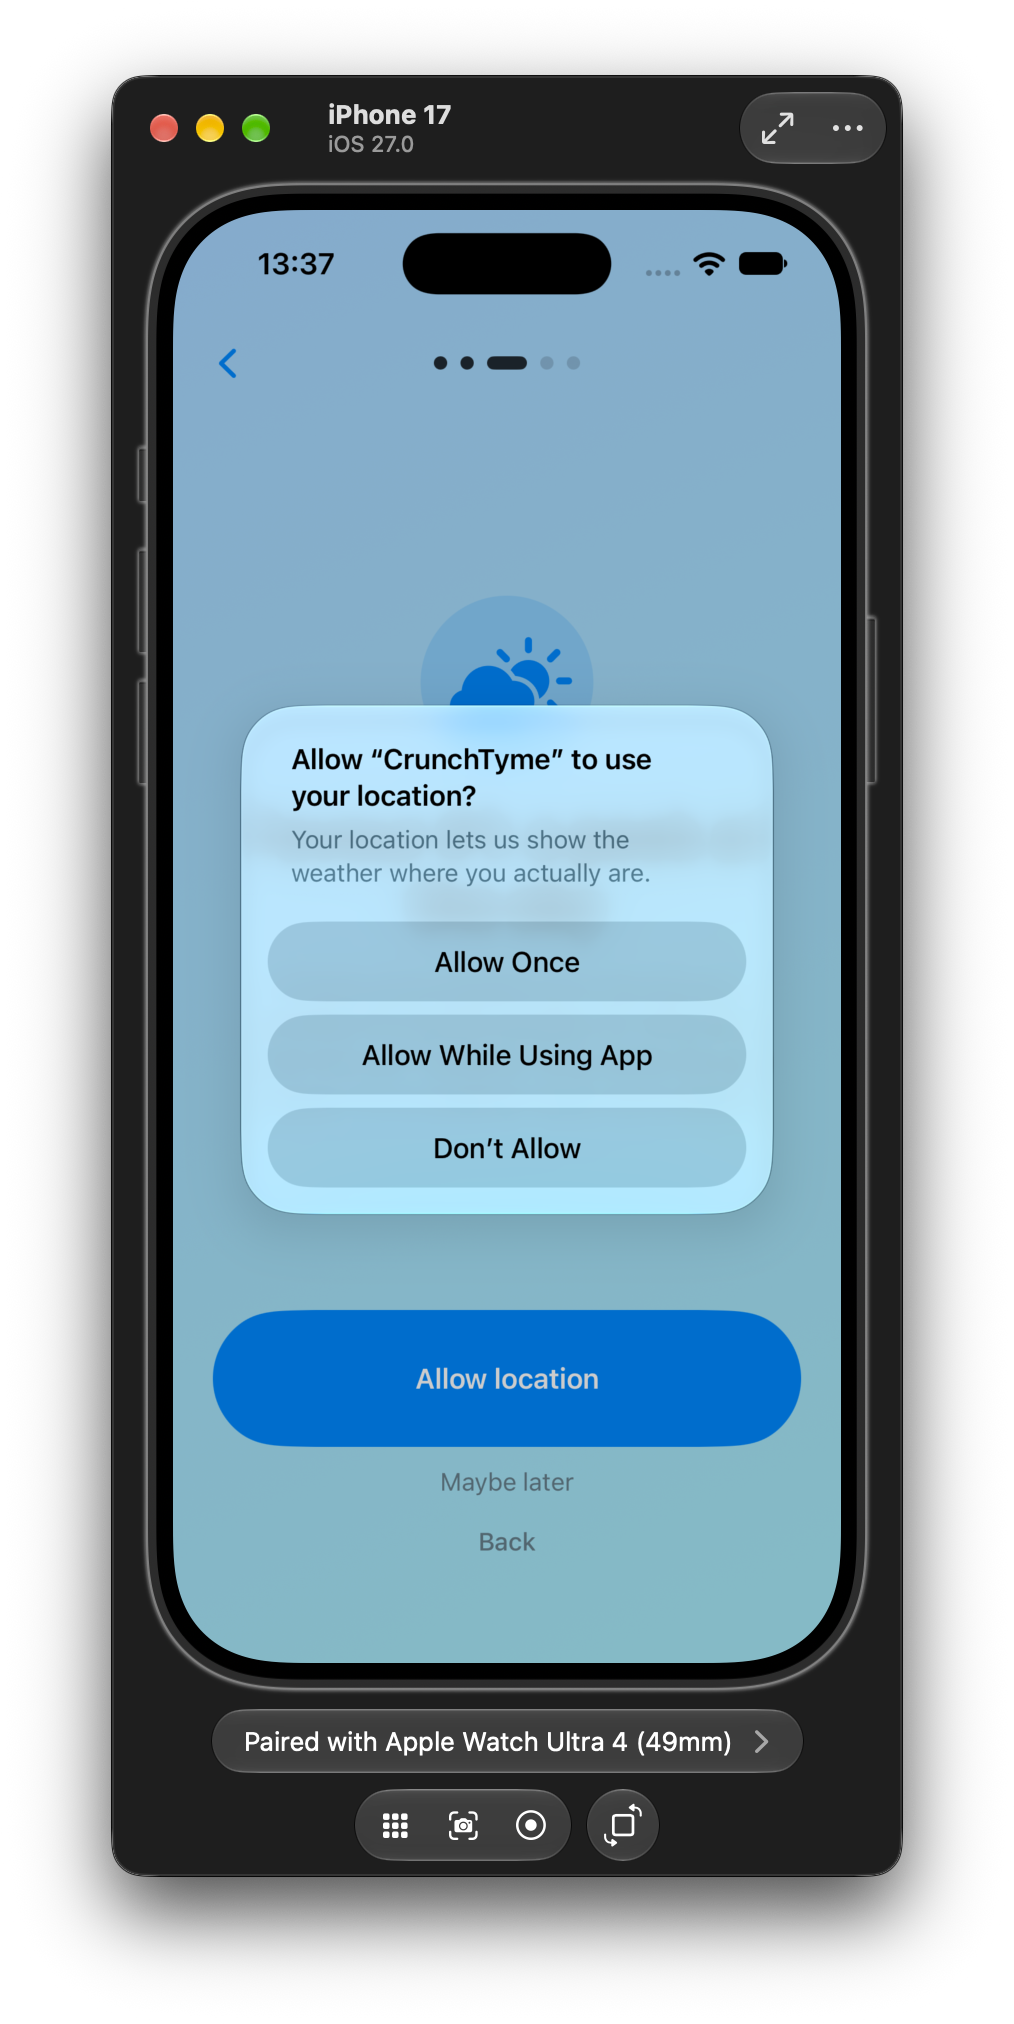 iPhone 17
iOS 27.0
13:37
Allow “CrunchTyme” to use
your location?
Your location lets us show the
weather where you actually are.
Allow Once
Allow While Using App
Don’t Allow
Allow location
Maybe later
Back
Paired with Apple Watch Ultra 4 (49mm)